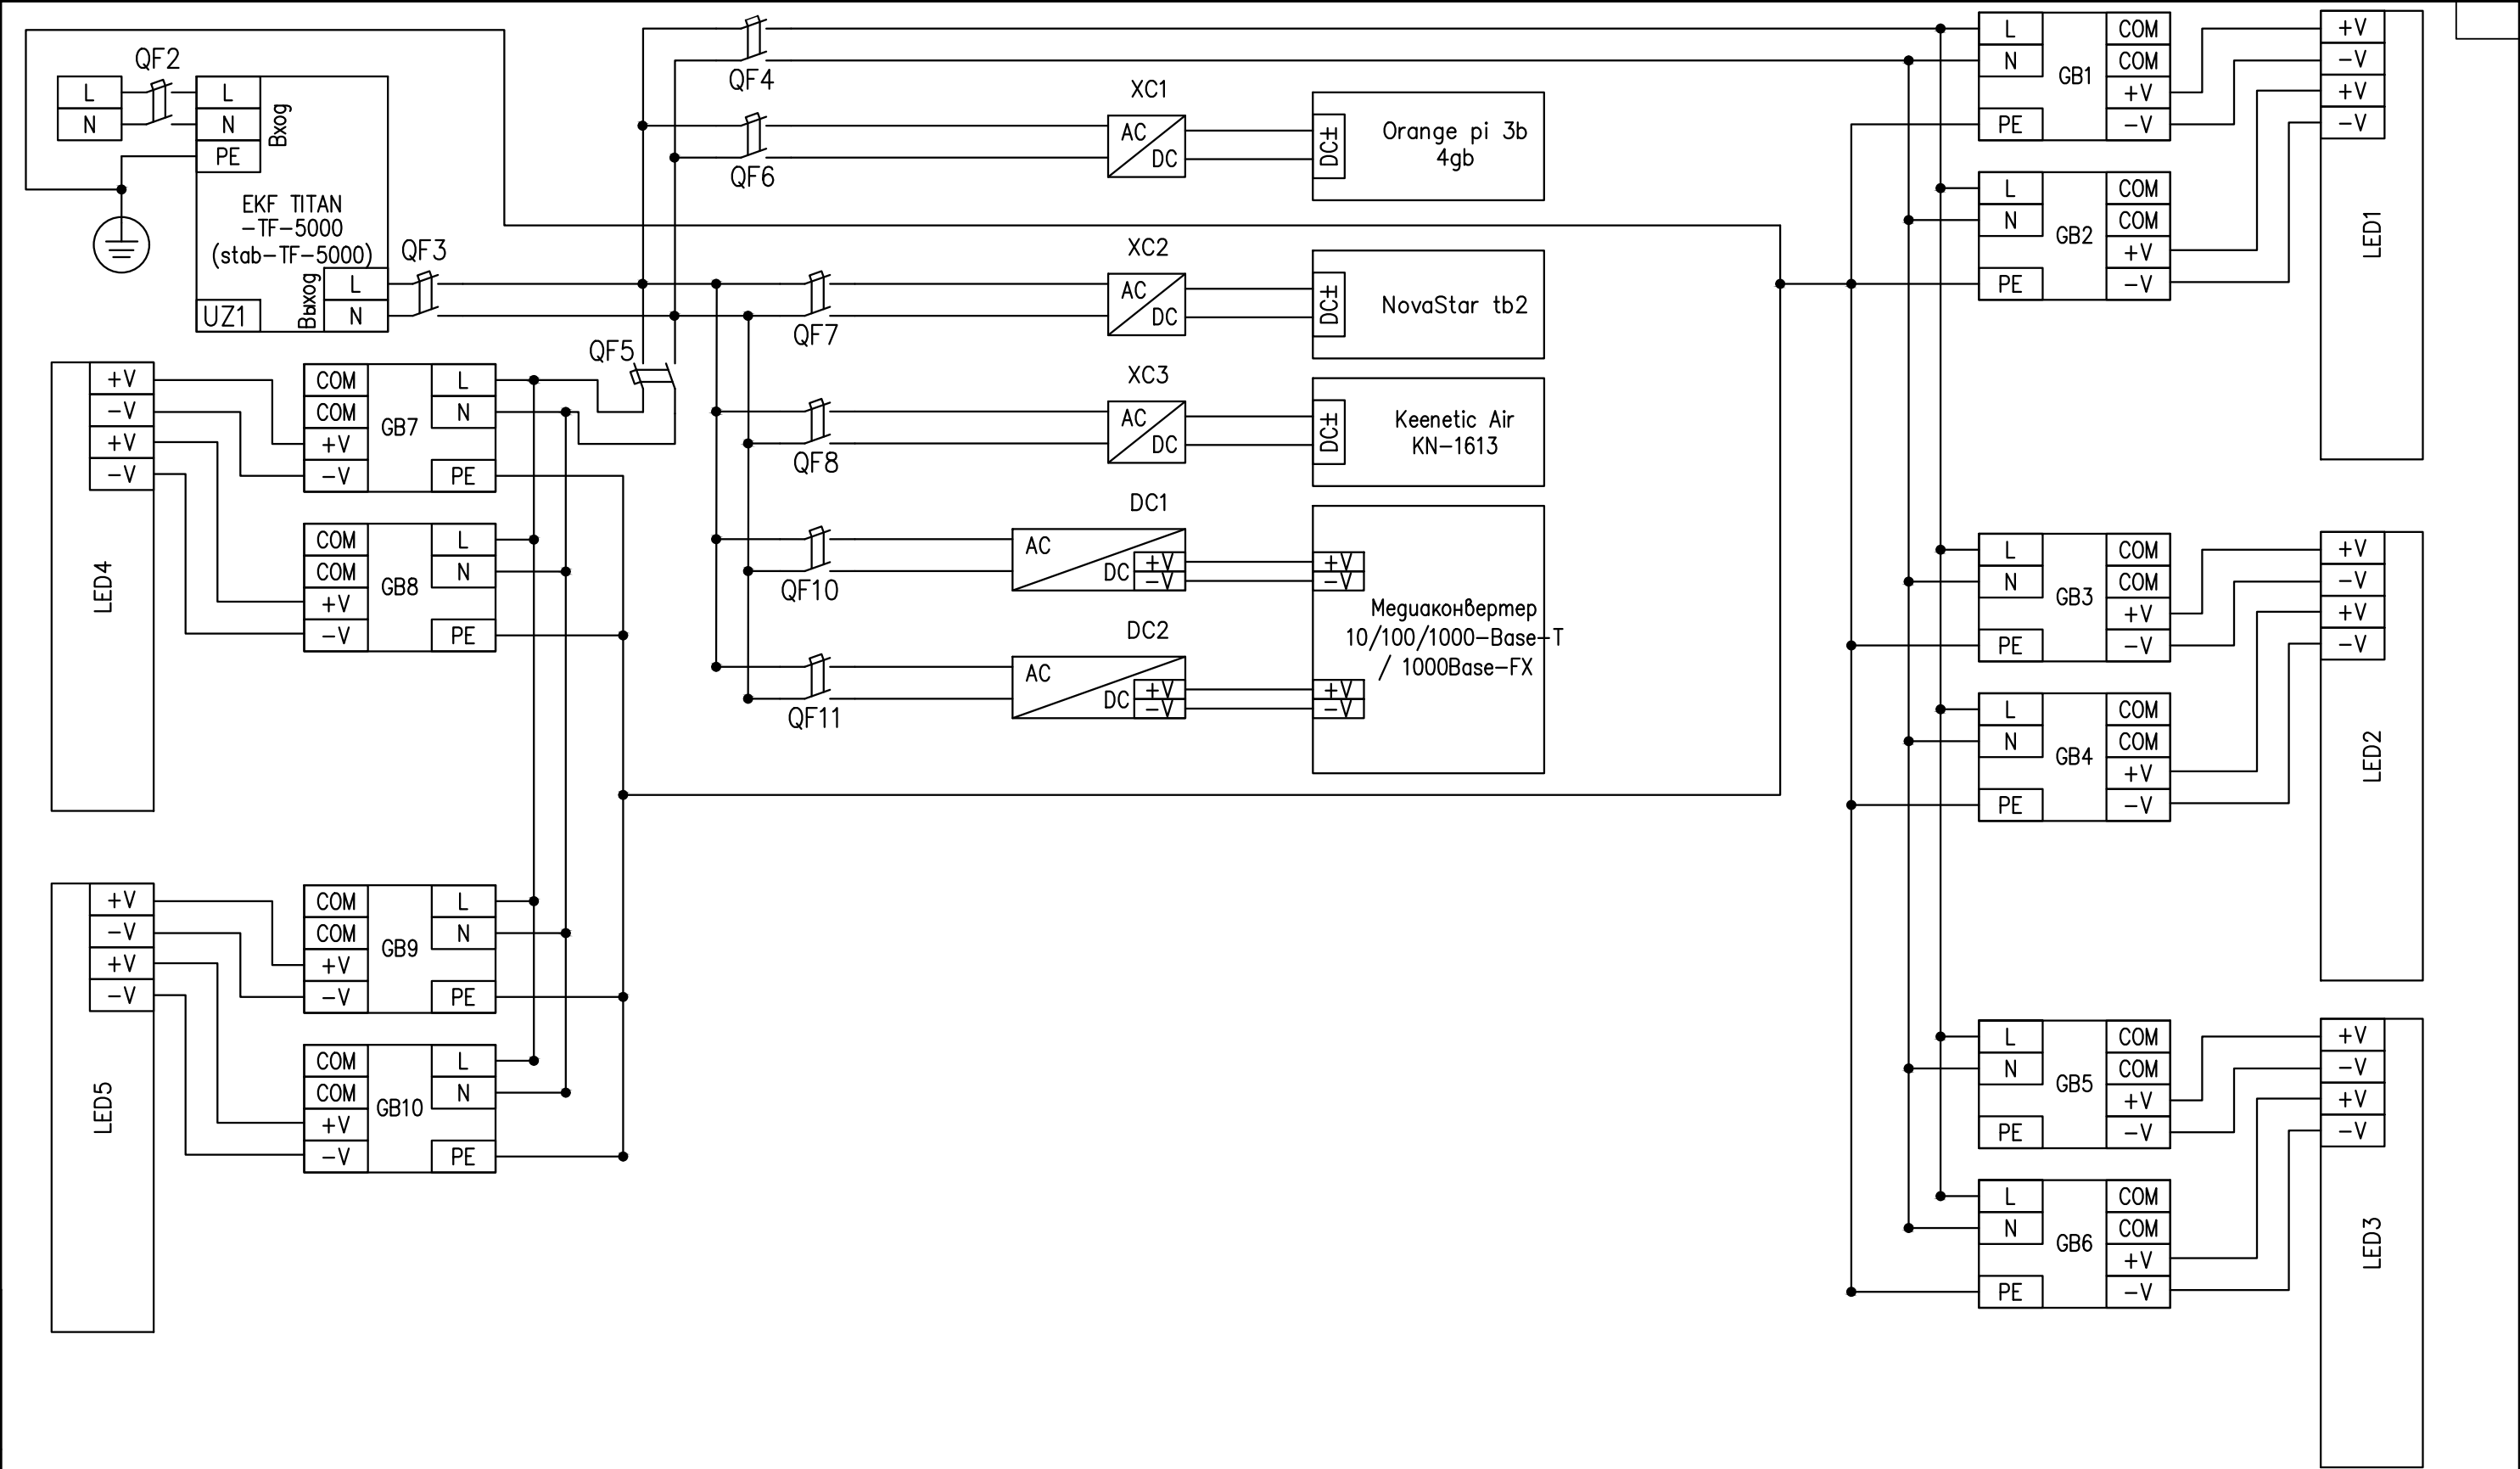 QF2
L
N
L
N
PE
Вход
EKF TITAN
-TF-5000
(stab-TF-5000)
UZ1
Выход
L
N
QF3
QF4
QF6
XC1
AC
DC
DC±
Orange pi 3b
4gb
QF7
XC2
AC
DC
DC±
NovaStar tb2
QF5
QF8
XC3
AC
DC
DC±
Keenetic Air
KN-1613
QF10
DC1
AC
DC
+V
-V
+V
-V
Медиаконвертер
10/100/1000-Base-T
/ 1000Base-FX
QF11
DC2
AC
DC
+V
-V
+V
-V
LED4
+V
-V
+V
-V
COM
COM
+V
-V
GB7
L
N
PE
COM
COM
+V
-V
GB8
L
N
PE
LED5
+V
-V
+V
-V
COM
COM
+V
-V
GB9
L
N
PE
COM
COM
+V
-V
GB10
L
N
PE
L
N
PE
GB1
COM
COM
+V
-V
L
N
PE
GB2
COM
COM
+V
-V
+V
-V
+V
-V
LED1
L
N
PE
GB3
COM
COM
+V
-V
L
N
PE
GB4
COM
COM
+V
-V
+V
-V
+V
-V
LED2
L
N
PE
GB5
COM
COM
+V
-V
L
N
PE
GB6
COM
COM
+V
-V
+V
-V
+V
-V
LED3